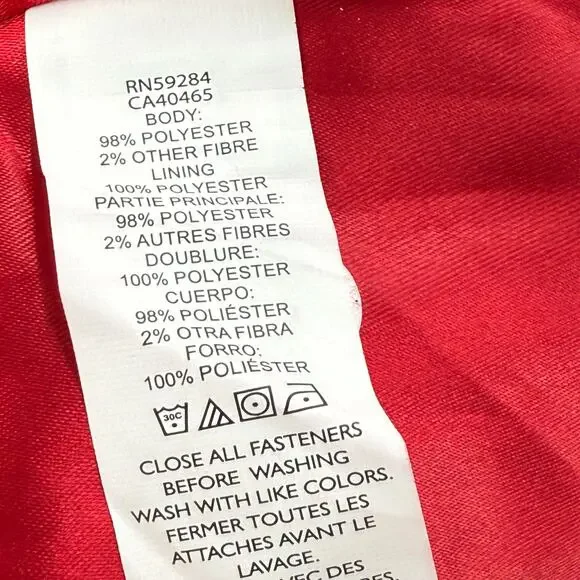 RN59284
CA40465
BODY:
98% POLYESTER
2% OTHER FIBRE
LINING
100% POLYESTER
PARTIE PRINCIPALE:
98% POLYESTER
2% AUTRES FIBRES
DOUBLURE:
100% POLYESTER
CUERPO:
98% POLIÉSTER
2% OTRA FIBRA
FORRO:
100% POLIÉSTER
30C
CLOSE ALL FASTENERS
BEFORE WASHING
WASH WITH LIKE COLORS.
FERMER TOUTES LES
ATTACHES AVANT LE
LAVAGE.
AVEC DES